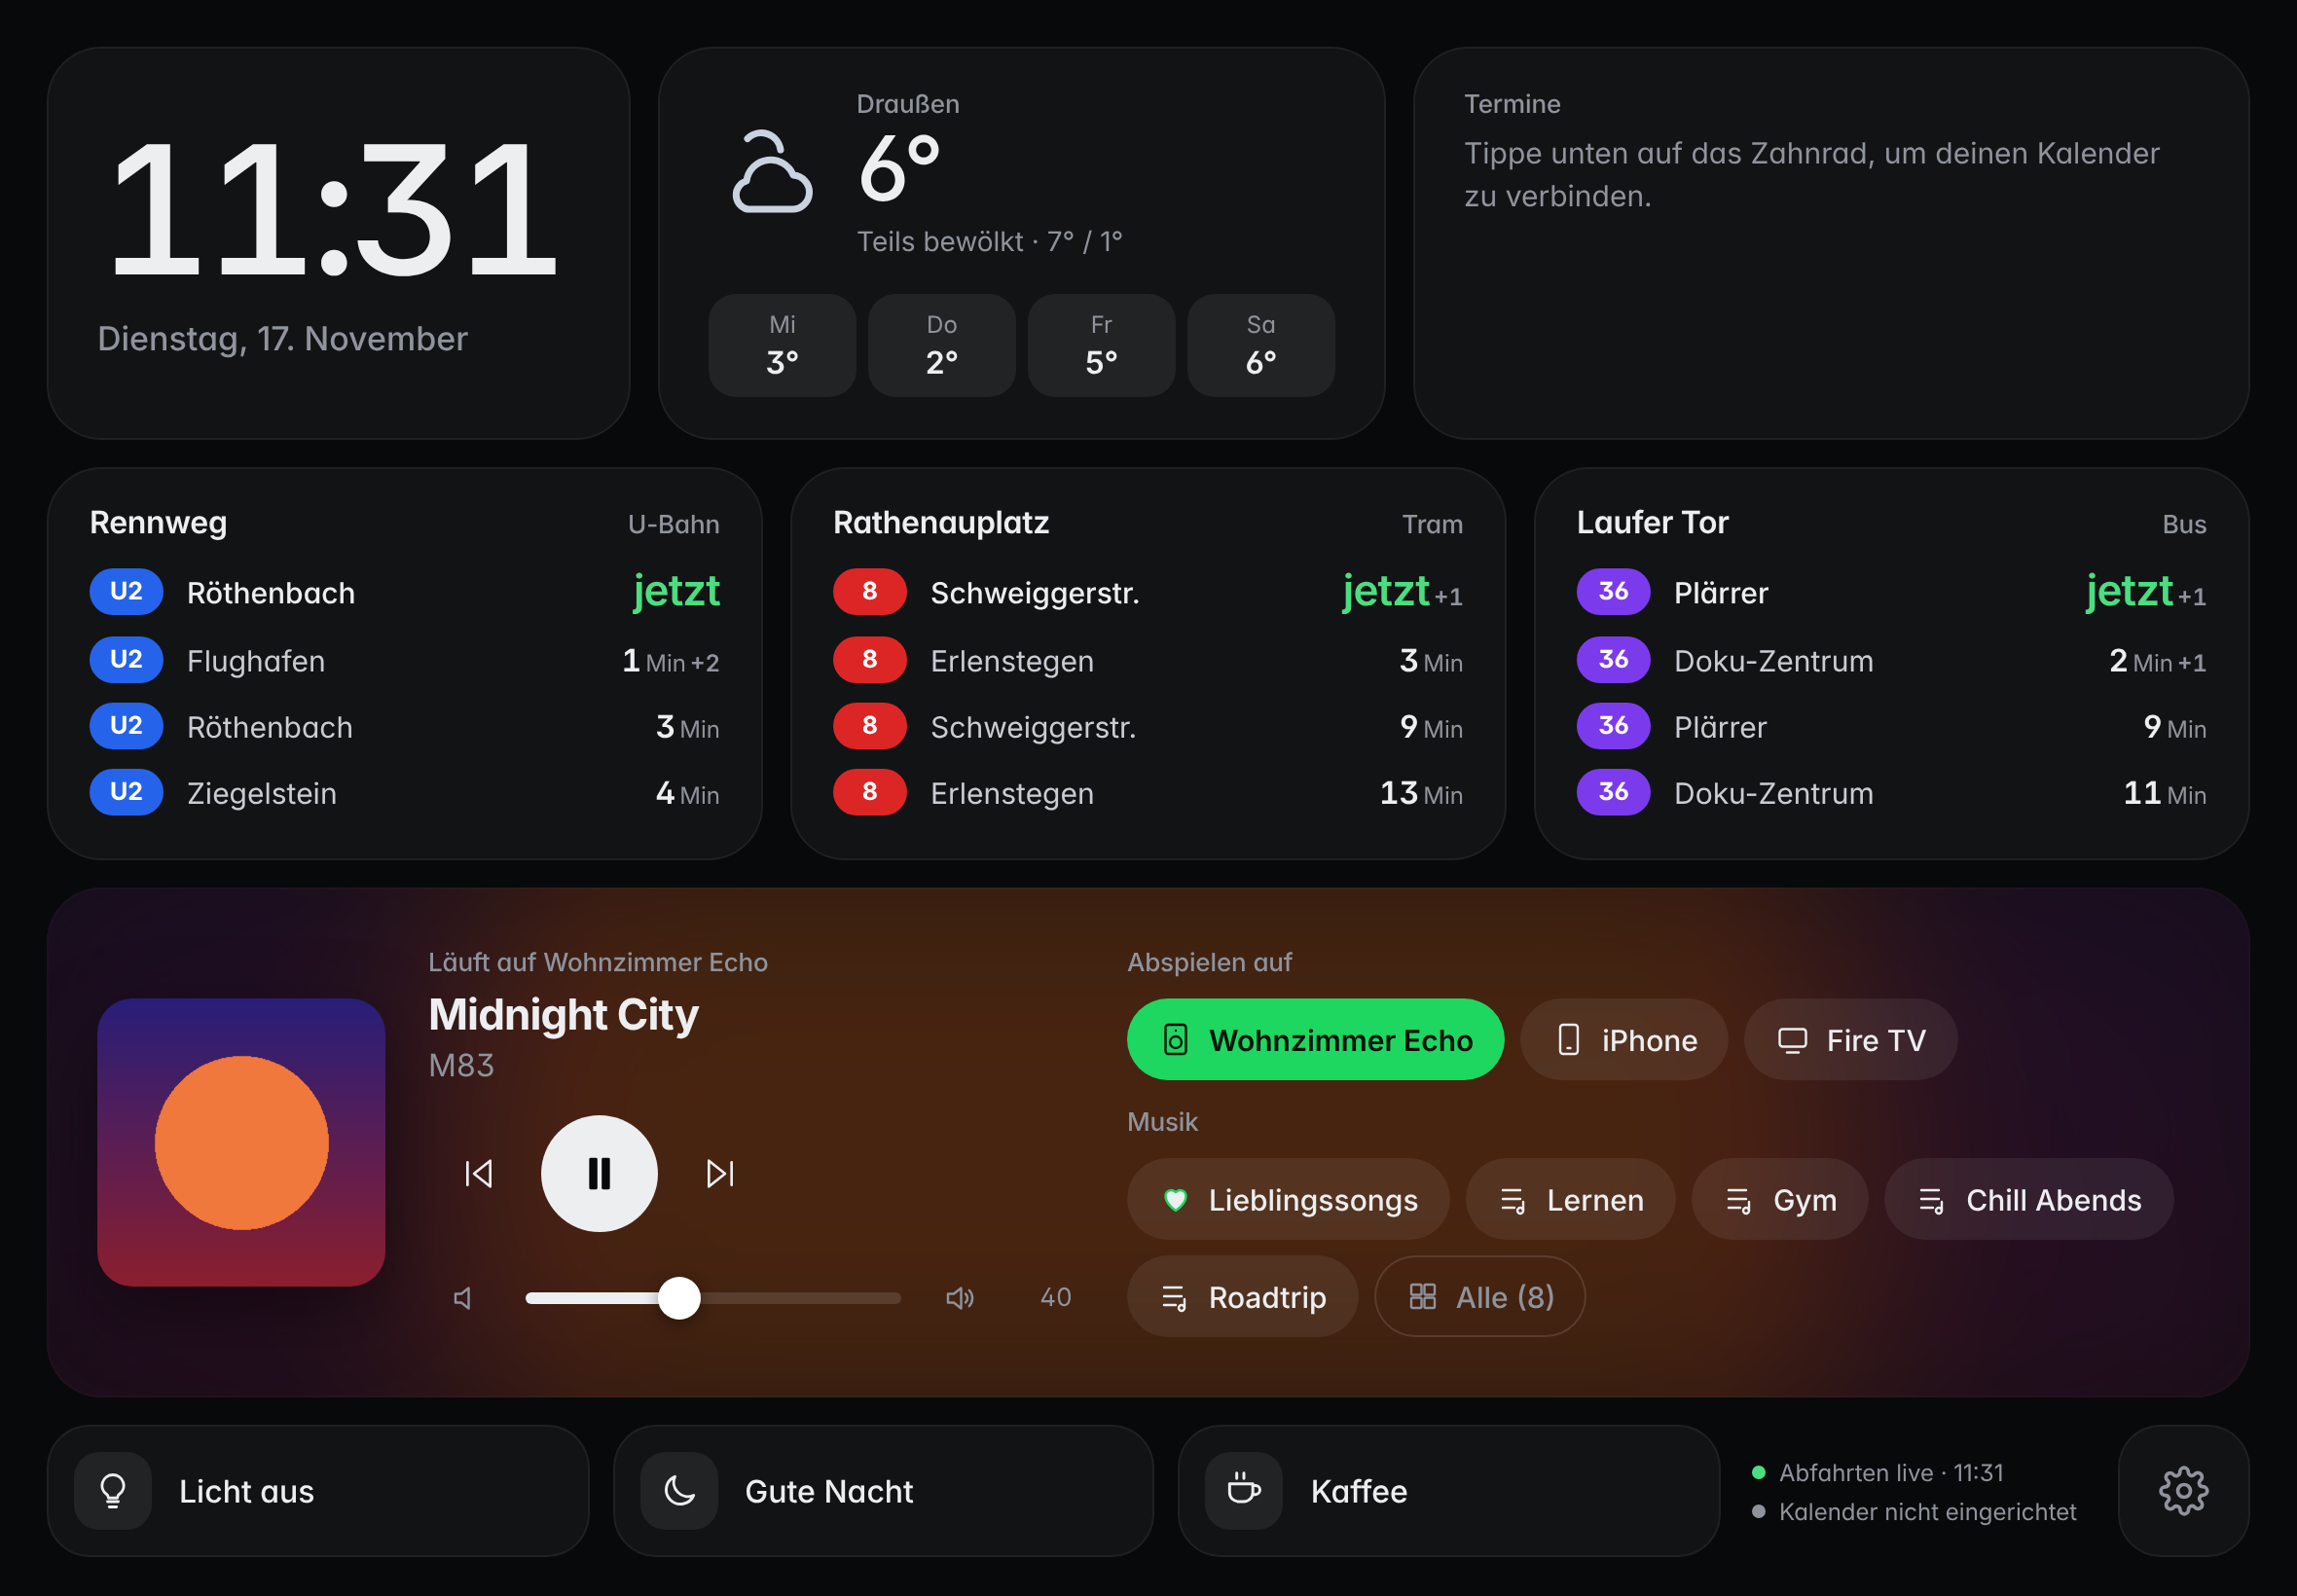 11:31
Dienstag, 17. November
Draußen
6°
Teils bewölkt · 7° / 1°
Mi
3°
Do
2°
Fr
5°
Sa
6°
Termine
Tippe unten auf das Zahnrad, um deinen Kalender
zu verbinden.
Rennweg U-Bahn
U2 Röthenbach jetzt
U2 Flughafen 1 Min +2
U2 Röthenbach 3 Min
U2 Ziegelstein 4 Min
Rathenauplatz Tram
8 Schweiggerstr. jetzt +1
8 Erlenstegen 3 Min
8 Schweiggerstr. 9 Min
8 Erlenstegen 13 Min
Laufer Tor Bus
36 Plärrer jetzt +1
36 Doku-Zentrum 2 Min +1
36 Plärrer 9 Min
36 Doku-Zentrum 11 Min
Läuft auf Wohnzimmer Echo
Midnight City
M83
40
Abspielen auf
Wohnzimmer Echo iPhone Fire TV
Musik
Lieblingssongs Lernen Gym Chill Abends
Roadtrip Alle (8)
Licht aus
Gute Nacht
Kaffee
Abfahrten live · 11:31
Kalender nicht eingerichtet